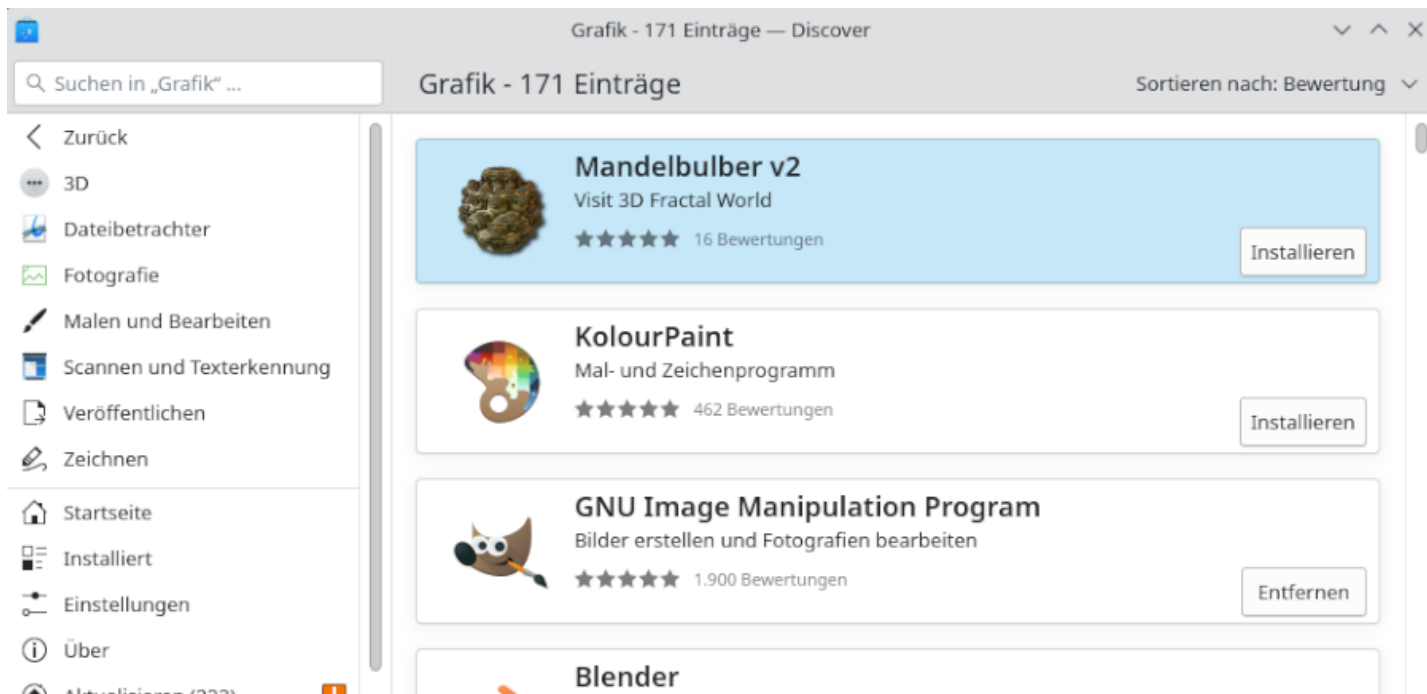 Grafik - 171 Einträge — Discover
Suchen in „Grafik“ ...
Grafik - 171 Einträge
Sortieren nach: Bewertung
Zurück
3D
Dateibetrachter
Fotografie
Malen und Bearbeiten
Scannen und Texterkennung
Veröffentlichen
Zeichnen
Startseite
Installiert
Einstellungen
Über
Mandelbulber v2
Visit 3D Fractal World
16 Bewertungen
Installieren
KolourPaint
Mal- und Zeichenprogramm
462 Bewertungen
Installieren
GNU Image Manipulation Program
Bilder erstellen und Fotografien bearbeiten
1.900 Bewertungen
Entfernen
Blender